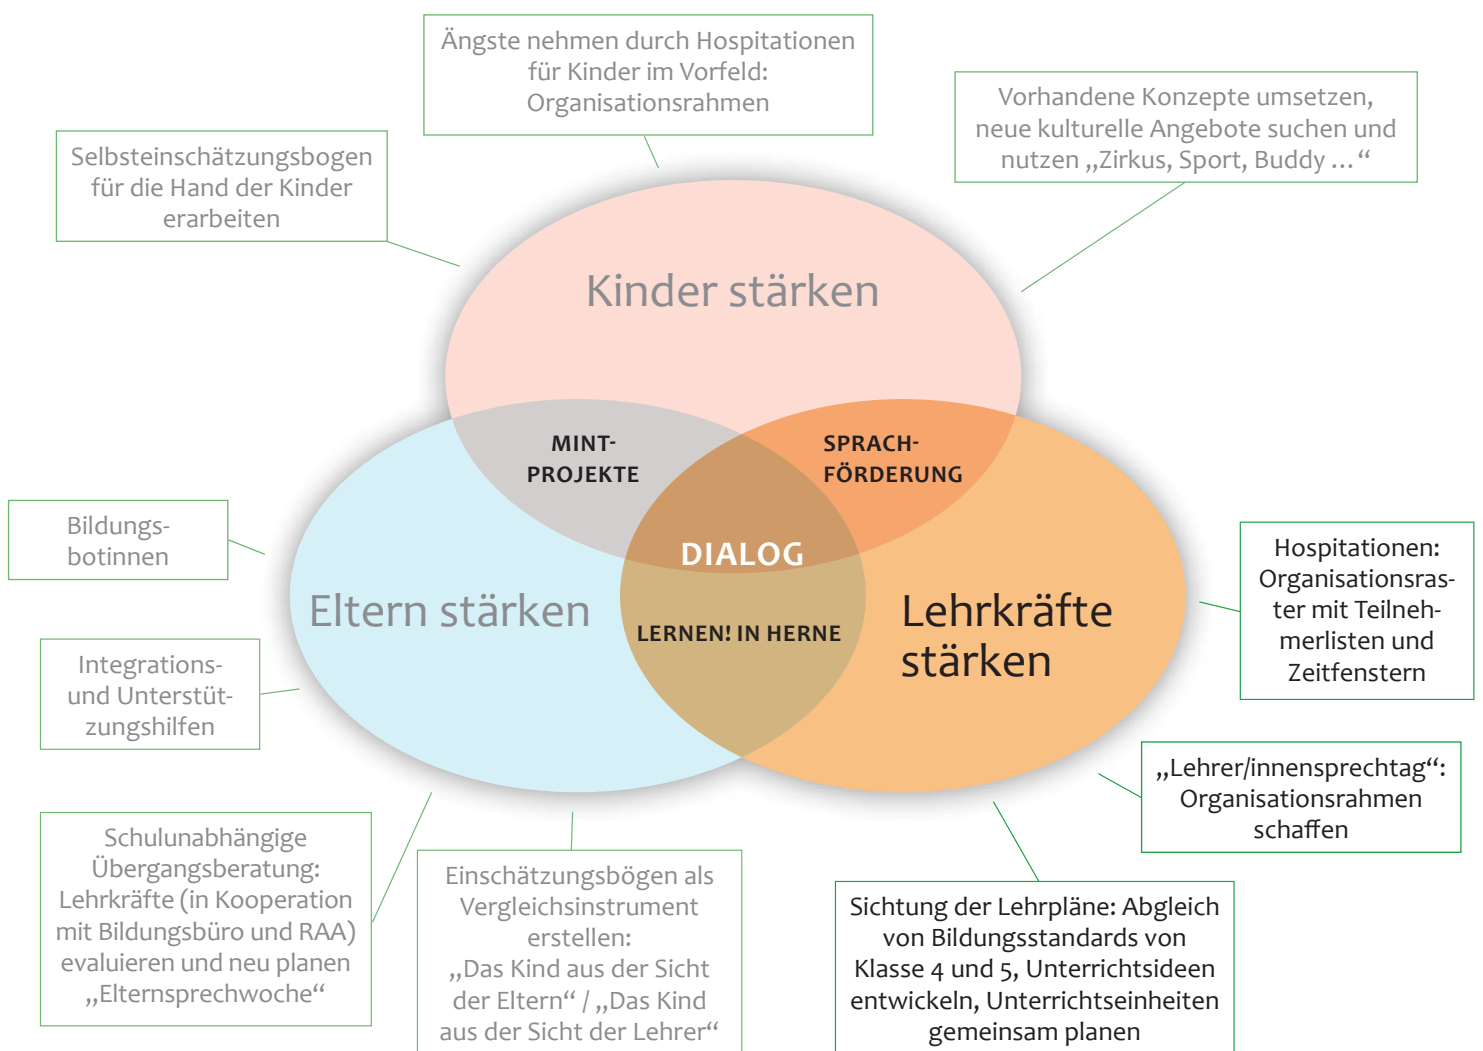 Ängste nehmen durch Hospitationen
für Kinder im Vorfeld:
Organisationsrahmen
Vorhandene Konzepte umsetzen,
neue kulturelle Angebote suchen und
nutzen „Zirkus, Sport, Buddy …“
Selbsteinschätzungsbogen
für die Hand der Kinder
erarbeiten
Kinder stärken
MINT-
PROJEKTE
SPRACH-
FÖRDERUNG
DIALOG
LERNEN! IN HERNE
Eltern stärken
Lehrkräfte
stärken
Bildungs-
botinnen
Integrations-
und Unterstüt-
zungshilfen
Hospitationen:
Organisationsras-
ter mit Teilneh-
merlisten und
Zeitfenstern
„Lehrer/innensprechtag“:
Organisationsrahmen
schaffen
Schulunabhängige
Übergangsberatung:
Lehrkräfte (in Kooperation
mit Bildungsbüro und RAA)
evaluieren und neu planen
„Elternsprechwoche“
Einschätzungsbögen als
Vergleichsinstrument
erstellen:
„Das Kind aus der Sicht
der Eltern“ / „Das Kind
aus der Sicht der Lehrer“
Sichtung der Lehrpläne: Abgleich
von Bildungsstandards von
Klasse 4 und 5, Unterrichtsideen
entwickeln, Unterrichtseinheiten
gemeinsam planen